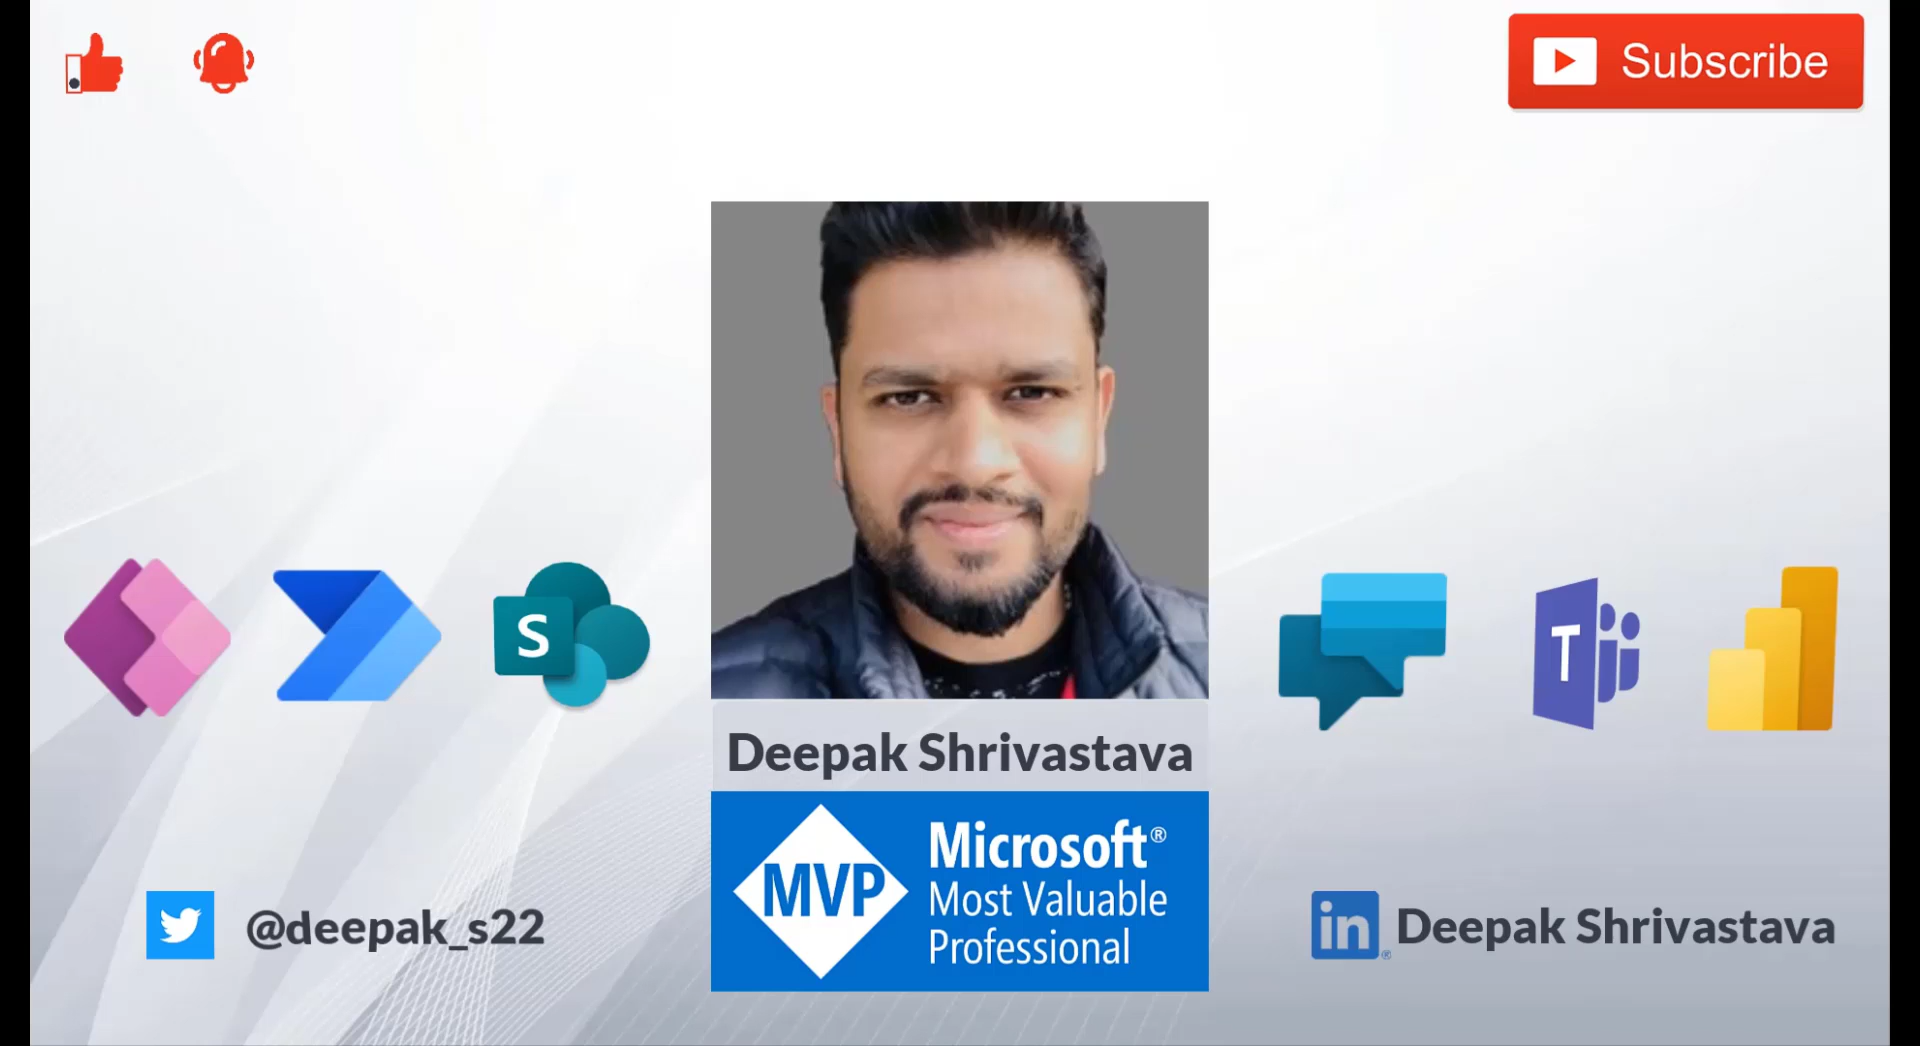 Subscribe
S
T
Deepak Shrivastava
MVP
Microsoft®
Most Valuable
Professional
@deepak_s22
in® Deepak Shrivastava